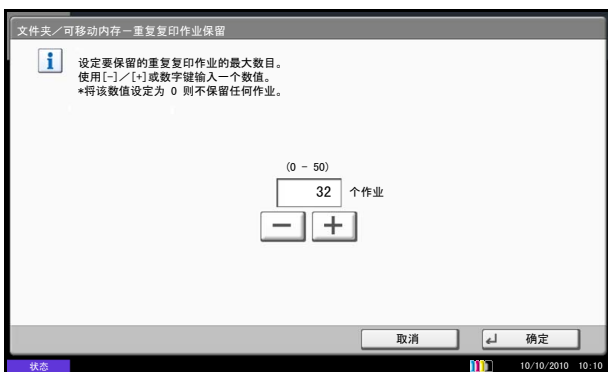 文件夹／可移动内存－重复复印作业保留
设定要保留的重复复印作业的最大数目。
使用[-]／[+]或数字键输入一个数值。
*将该数值设定为 0 则不保留任何作业。
(0 - 50)
32 个作业
取消 确定
状态 10/10/2010 10:10